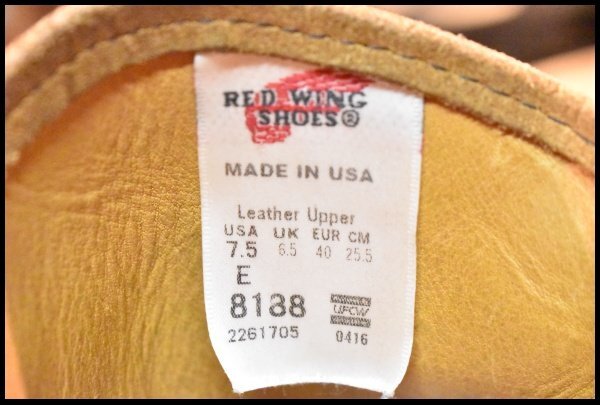 RED WING
SHOES®
MADE IN USA
Leather Upper
USA UK EUR CM
7.5 6.5 40 25.5
E
8138
UFCW
2261705 0416